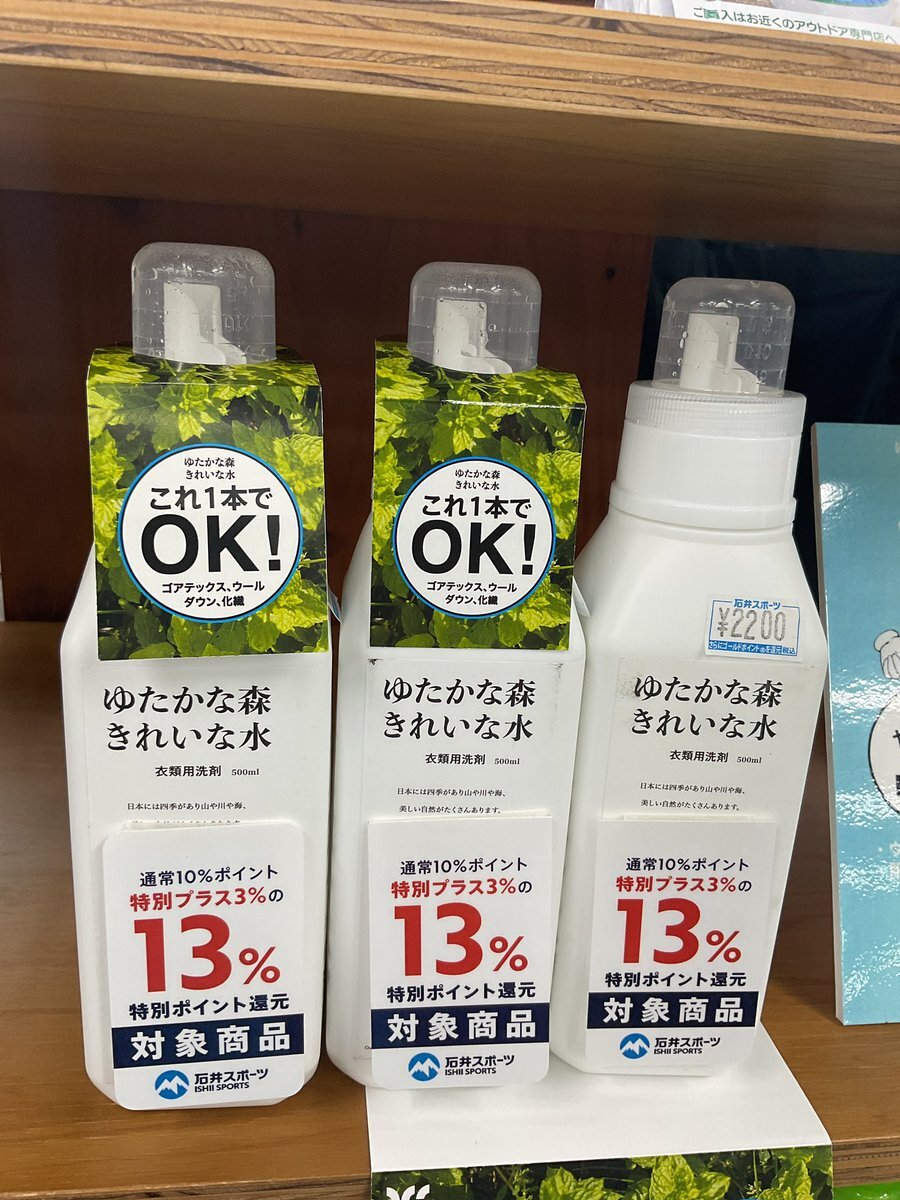 ご購入はお近くのアウトドア専門店へ
ゆたかな森
きれいな水
これ1本で
OK!
ゴアテックス、ウール
ダウン、化繊
ゆたかな森
きれいな水
衣類用洗剤 500ml
日本には四季があり山や川や海、
通常10%ポイント
特別プラス3%の
13%
特別ポイント還元
対象商品
石井スポーツ
ISHII SPORTS
ゆたかな森
きれいな水
これ1本で
OK!
ゴアテックス、ウール
ダウン、化繊
ゆたかな森
きれいな水
衣類用洗剤 500ml
日本には四季があり山や川や海、
美しい自然がたくさんあります。
通常10%ポイント
特別プラス3%の
13%
特別ポイント還元
対象商品
石井スポーツ
ISHII SPORTS
石井スポーツ
¥2200
さらにゴールドポイント
を還元
税込
ゆたかな森
きれいな水
衣類用洗剤 500ml
日本には四季があり山や川や海、
美しい自然がたくさんあります。
通常10%ポイント
特別プラス3%の
13%
特別ポイント還元
対象商品
石井スポーツ
ISHII SPORTS